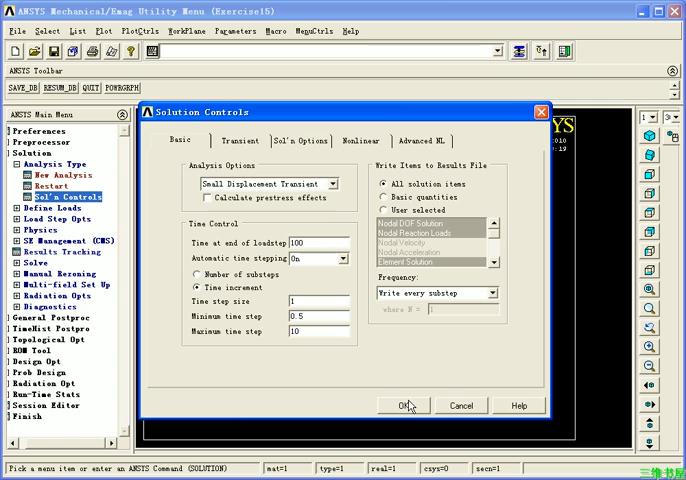 ANSYS Mechanical/Emag Utility Menu (Exercise15)
File Select List Plot PlotCtrls WorkPlane Parameters Macro MenuCtrls Help
ANSYS Toolbar
SAVE_DB RESUM_DB QUIT POWRGRPH
ANSYS Main Menu
Preferences
Preprocessor
Solution
Analysis Type
New Analysis
Restart
Sol'n Controls
Define Loads
Load Step Opts
Physics
SE Management (CMS)
Results Tracking
Solve
Manual Rezoning
Multi-field Set Up
Radiation Opts
Diagnostics
General Postproc
TimeHist Postpro
Topological Opt
ROM Tool
Design Opt
Prob Design
Radiation Opt
Run-Time Stats
Session Editor
Finish
Solution Controls
Basic Transient Sol'n Options Nonlinear Advanced NL
Analysis Options
Small Displacement Transient
Calculate prestress effects
Time Control
Time at end of loadstep 100
Automatic time stepping On
Number of substeps
Time increment
Time step size 1
Minimum time step 0.5
Maximum time step 10
Write Items to Results File
All solution items
Basic quantities
User selected
Nodal DOF Solution
Nodal Reaction Loads
Nodal Velocity
Nodal Acceleration
Element Solution
Frequency:
Write every substep
where N = 1
OK Cancel Help
YS
010
:19
1
3
Pick a menu item or enter an ANSYS Command (SOLUTION) mat=1 type=1 real=1 csys=0 secn=1
三维书屋